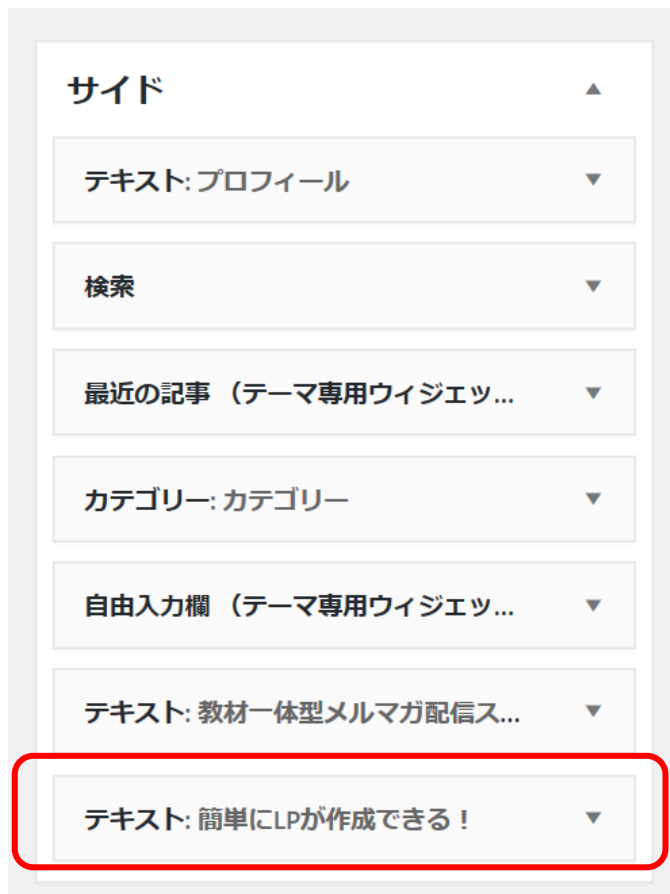 サイド
テキスト: プロフィール
検索
最近の記事 （テーマ専用ウィジェッ...
カテゴリー: カテゴリー
自由入力欄 （テーマ専用ウィジェッ...
テキスト: 教材一体型メルマガ配信ス...
テキスト: 簡単にLPが作成できる！